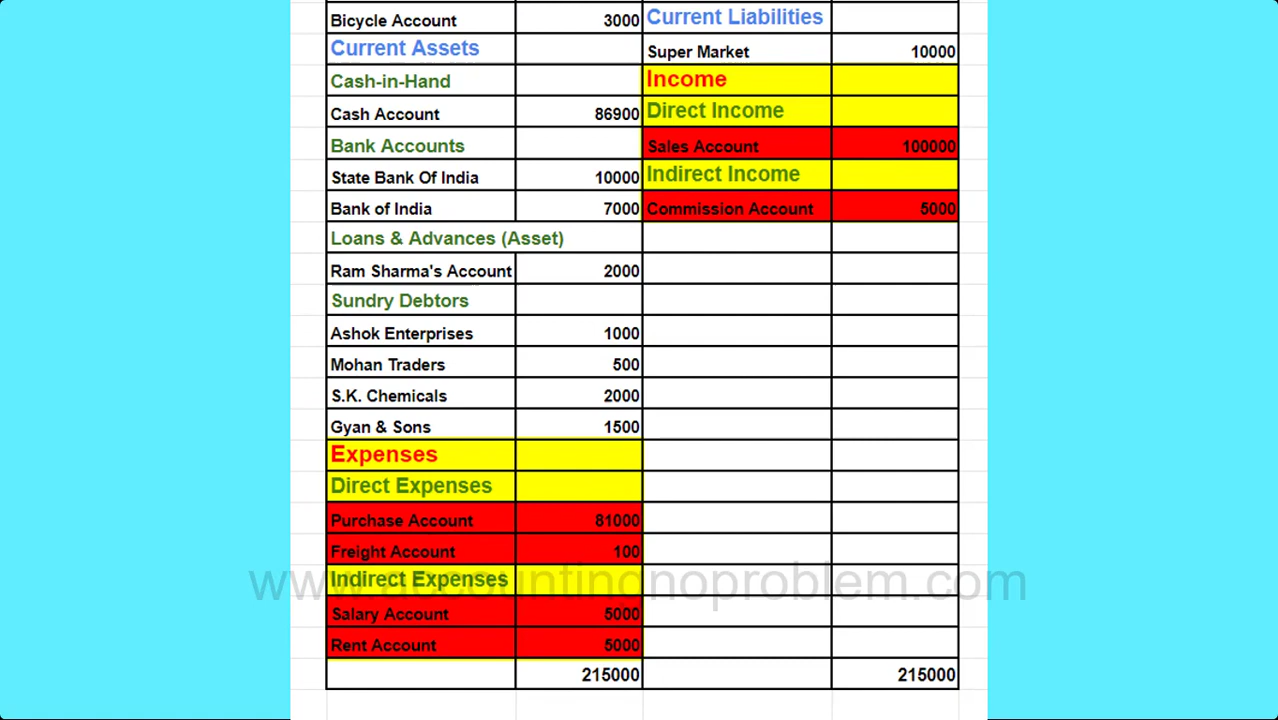 Bicycle Account 3000 Current Liabilities
Current Assets Super Market 10000
Cash-in-Hand Income
Cash Account 86900 Direct Income
Bank Accounts Sales Account 100000
State Bank Of India 10000 Indirect Income
Bank of India 7000 Commission Account 5000
Loans & Advances (Asset)
Ram Sharma's Account 2000
Sundry Debtors
Ashok Enterprises 1000
Mohan Traders 500
S.K. Chemicals 2000
Gyan & Sons 1500
Expenses
Direct Expenses
Purchase Account 81000
Freight Account 100
Indirect Expenses
www.accountingnoproblem.com
Salary Account 5000
Rent Account 5000
215000 215000